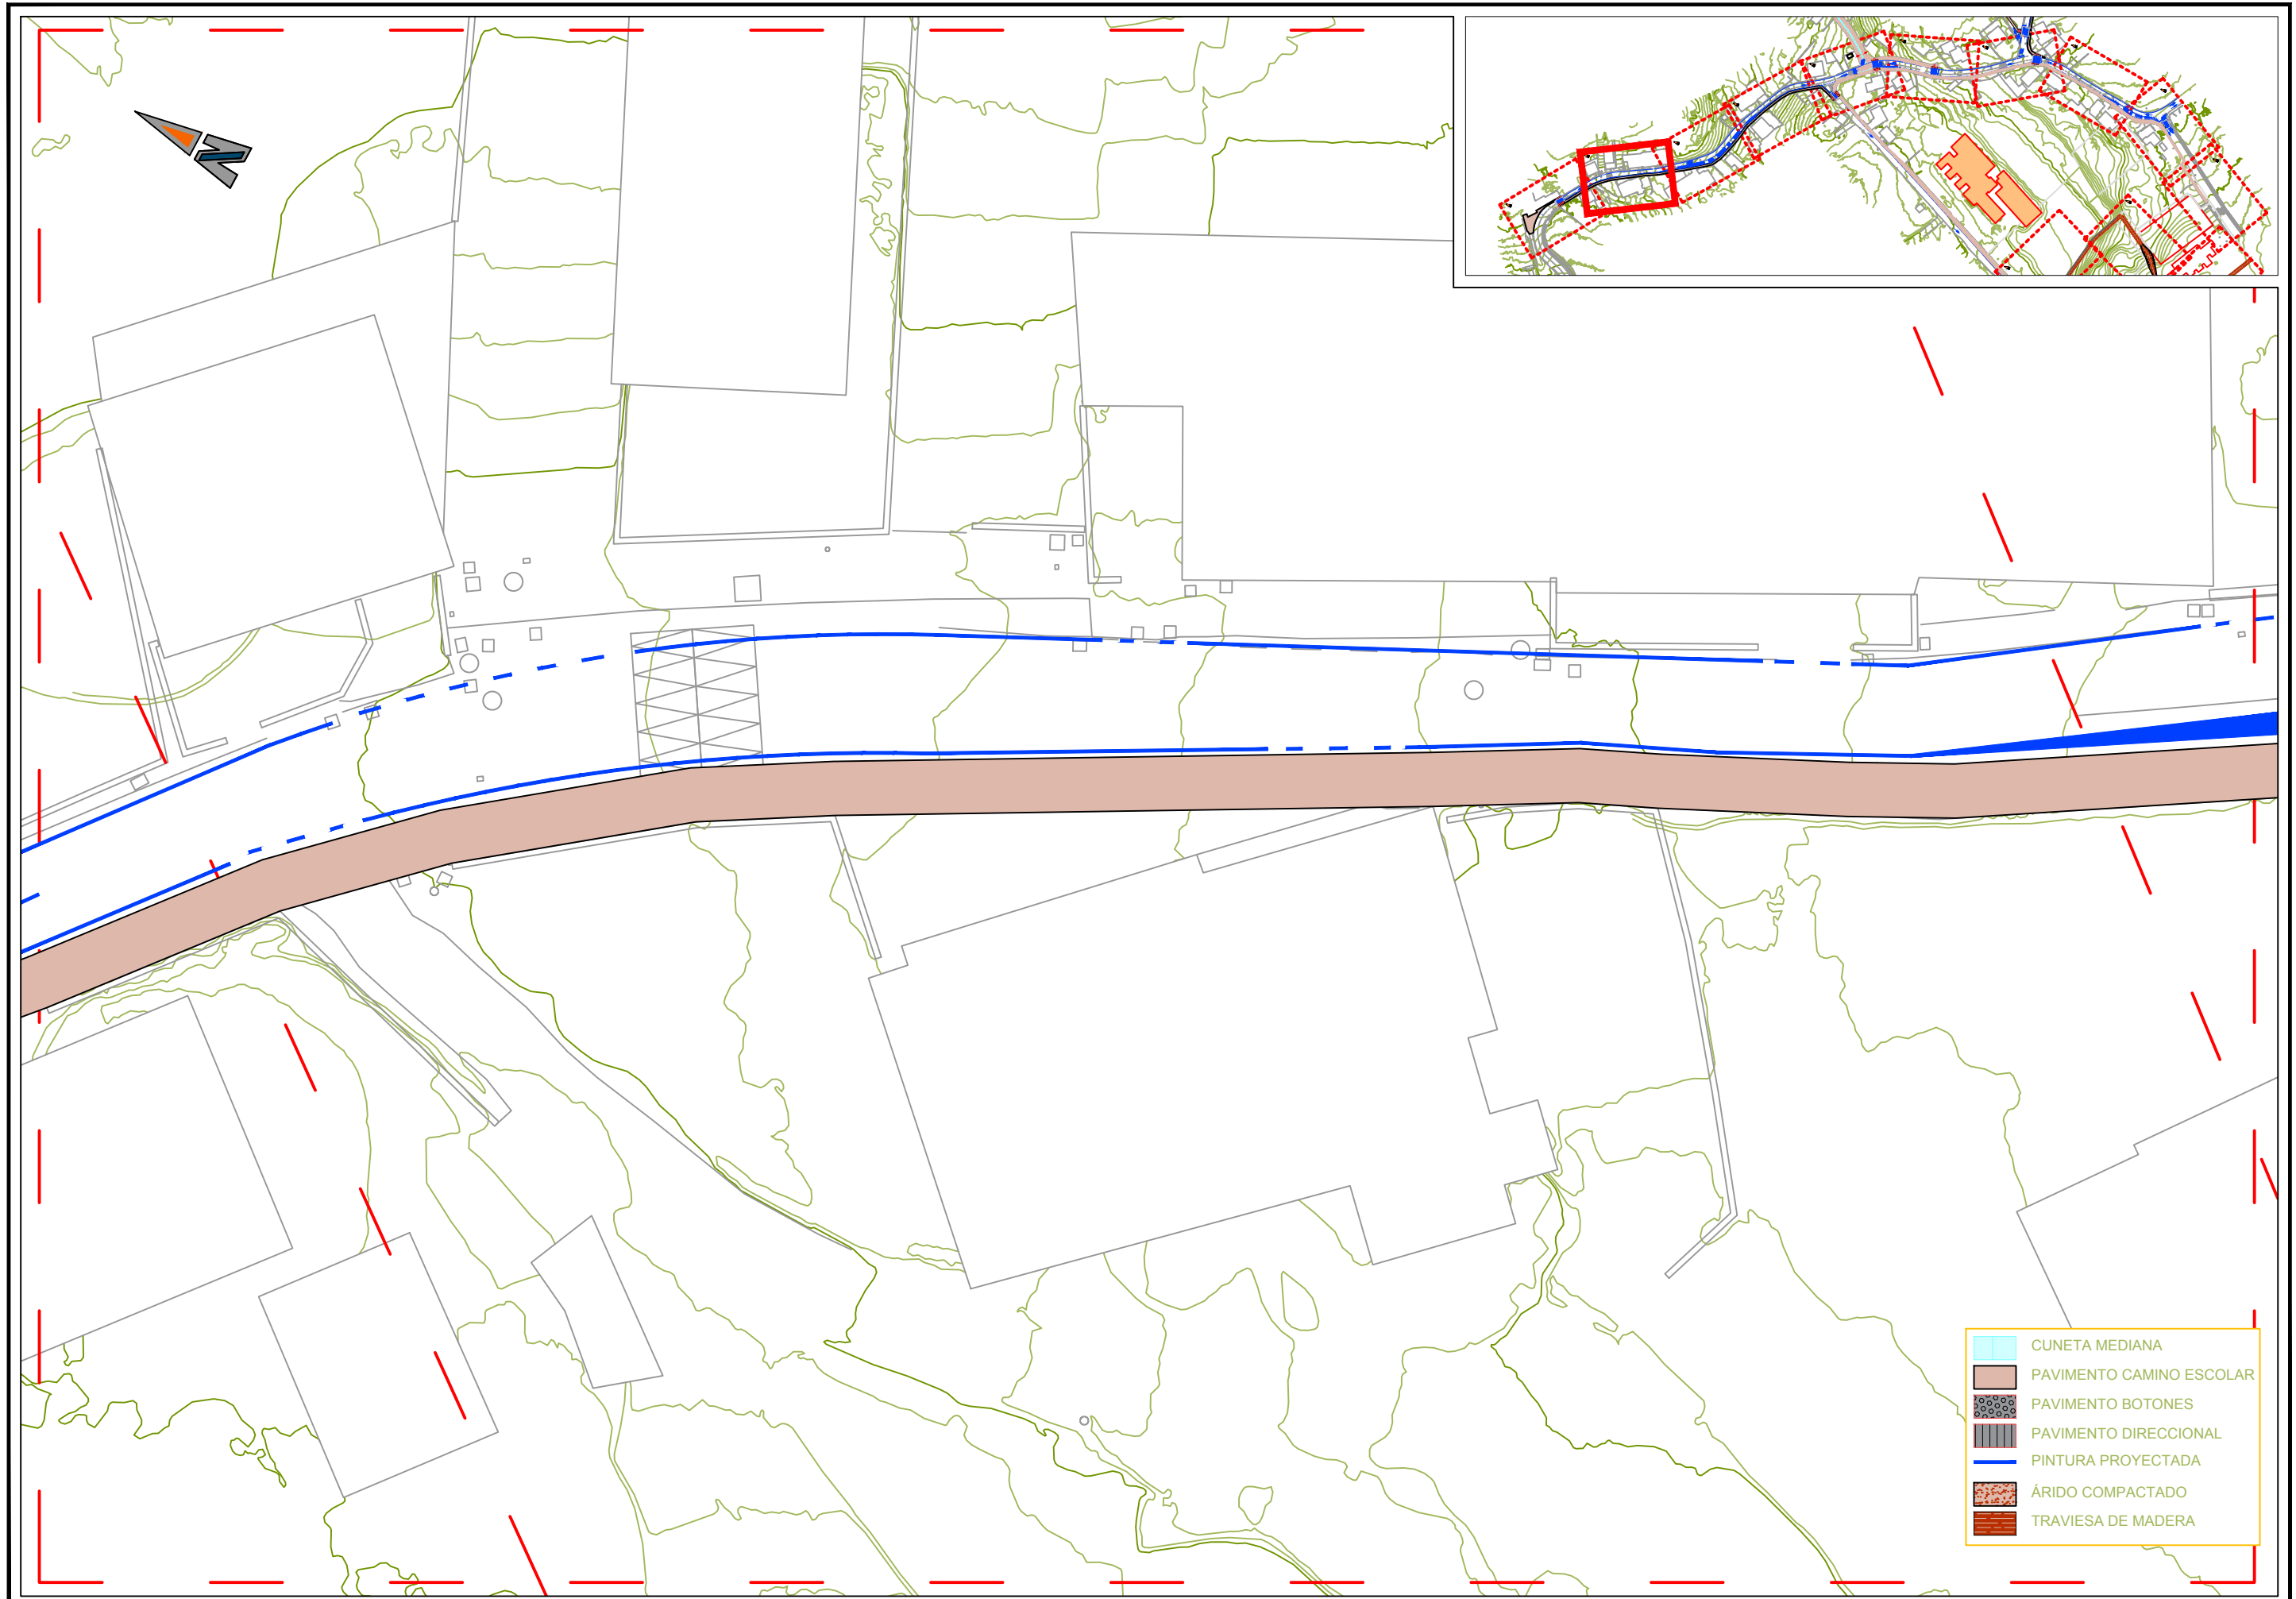 N
CUNETA MEDIANA
PAVIMENTO CAMINO ESCOLAR
PAVIMENTO BOTONES
PAVIMENTO DIRECCIONAL
PINTURA PROYECTADA
ÁRIDO COMPACTADO
TRAVIESA DE MADERA